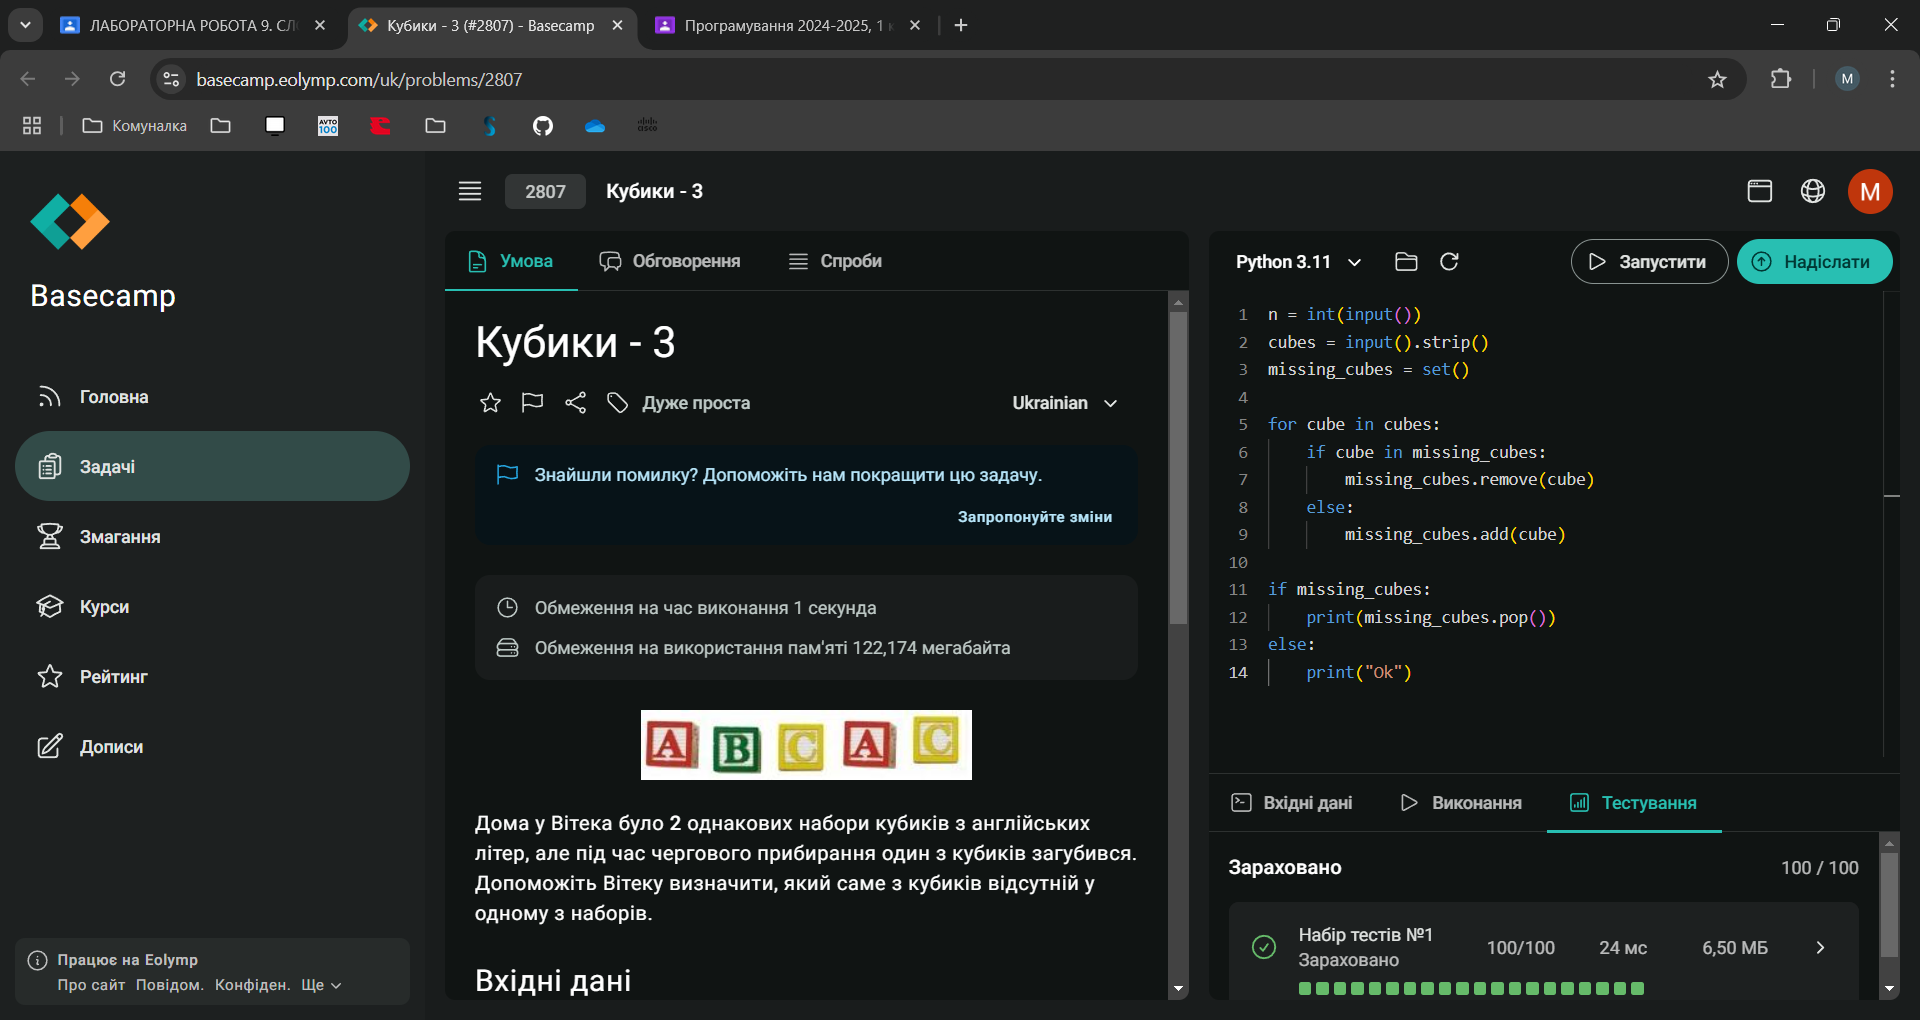 ЛАБОРАТОРНА РОБОТА 9. СЛ
Кубики - 3 (#2807) - Basecamp
Програмування 2024-2025, 1 к
basecamp.eolymp.com/uk/problems/2807
M
Комуналка
AVTO
100
cisco
Basecamp
Головна
Задачі
Змагання
Курси
Рейтинг
Дописи
Працює на Eolymp
Про сайт Повідом. Конфіден. Ще
2807
Кубики - 3
M
Умова
Обговорення
Спроби
Кубики - 3
Дуже проста
Ukrainian
Знайшли помилку? Допоможіть нам покращити цю задачу.
Запропонуйте зміни
Обмеження на час виконання 1 секунда
Обмеження на використання пам'яті 122,174 мегабайта
A B C A C
Дома у Вітека було 2 однакових набори кубиків з англійських
літер, але під час чергового прибирання один з кубиків загубився.
Допоможіть Вітеку визначити, який саме з кубиків відсутній у
одному з наборів.
Вхідні дані
Python 3.11
Запустити
Надіслати
1 n = int(input())
2 cubes = input().strip()
3 missing_cubes = set()
4
5 for cube in cubes:
6 if cube in missing_cubes:
7 missing_cubes.remove(cube)
8 else:
9 missing_cubes.add(cube)
10
11 if missing_cubes:
12 print(missing_cubes.pop())
13 else:
14 print("Ok")
Вхідні дані
Виконання
Тестування
Зараховано
100 / 100
Набір тестів №1
Зараховано
100/100
24 мс
6,50 МБ